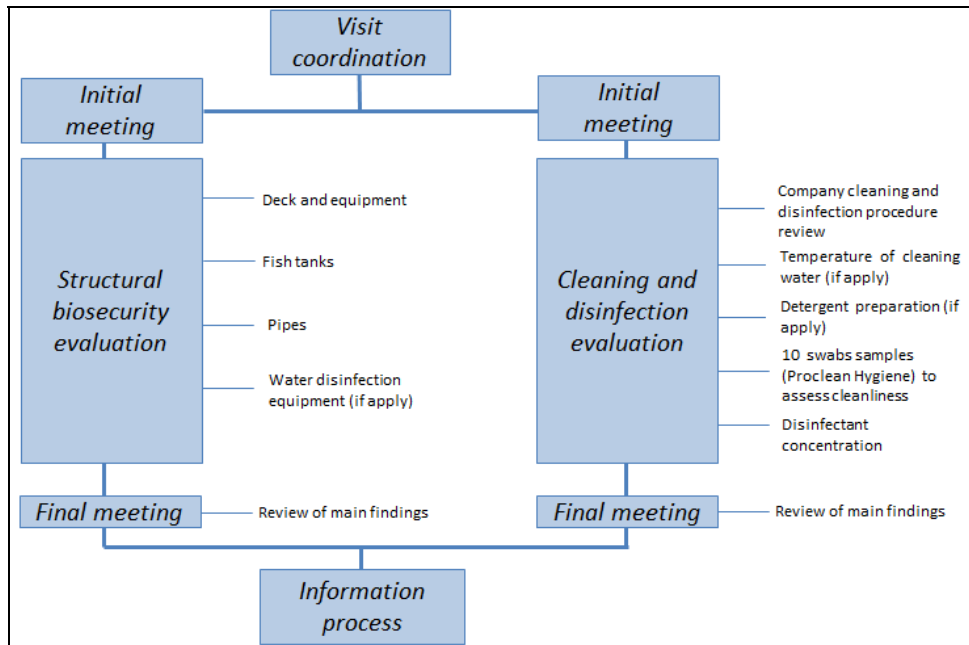 Visit
coordination
Initial
meeting
Initial
meeting
Structural
biosecurity
evaluation
Deck and equipment
Fish tanks
Pipes
Water disinfection
equipment (if apply)
Cleaning and
disinfection
evaluation
Company cleaning and
disinfection procedure
review
Temperature of cleaning
water (if apply)
Detergent preparation (if
apply)
10 swabs samples
(Proclean Hygiene) to
assess cleanliness
Disinfectant
concentration
Final meeting
Review of main findings
Final meeting
Review of main findings
Information
process